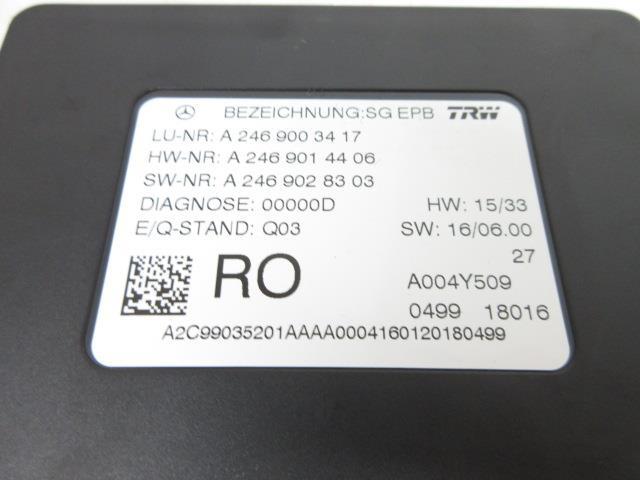 BEZEICHNUNG:SG EPB TRW
LU-NR: A 246 900 34 17
HW-NR: A 246 901 44 06
SW-NR: A 246 902 83 03
DIAGNOSE: 00000D HW: 15/33
E/Q-STAND: Q03 SW: 16/06.00
27
RO A004Y509
0499 18016
A2C99035201AAAA0004160120180499